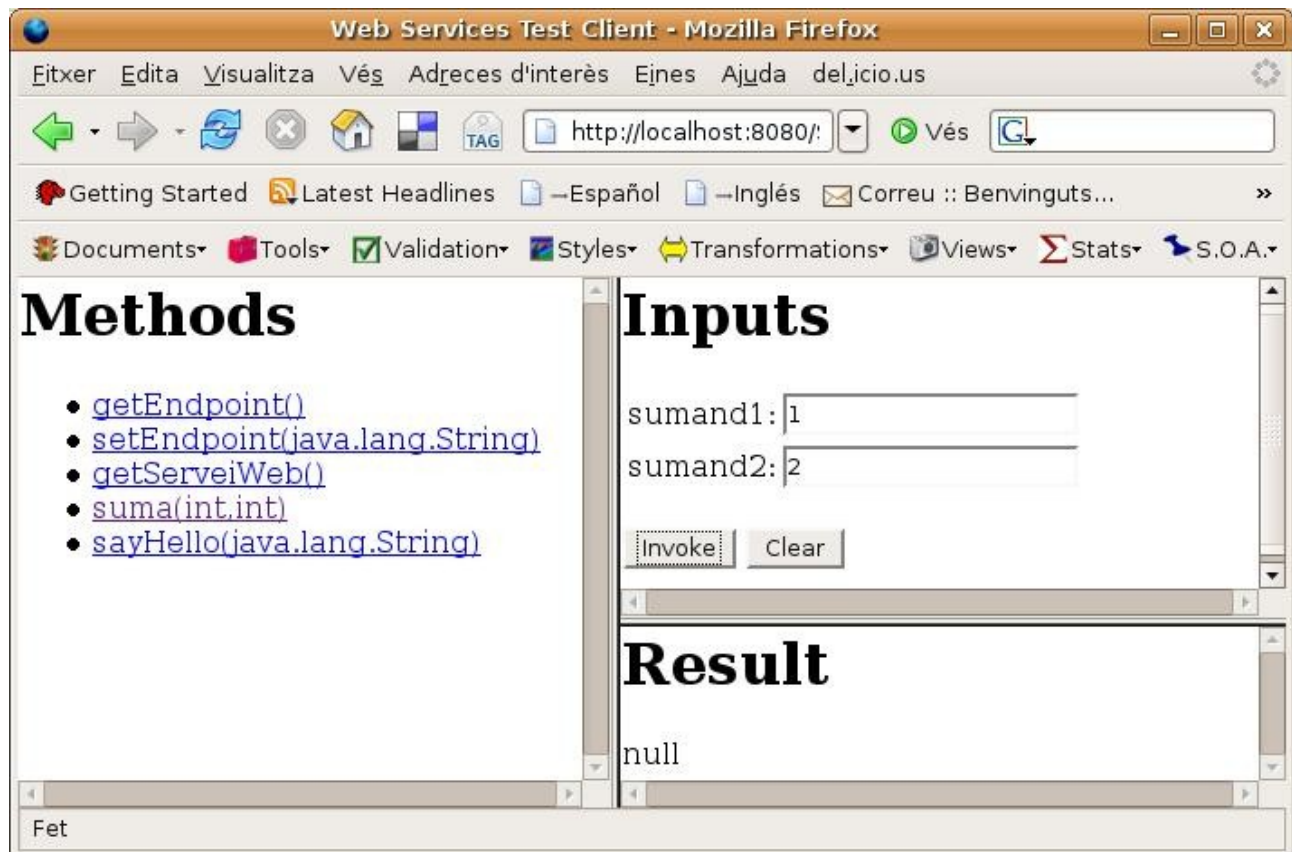 Web Services Test Client - Mozilla Firefox
Fitxer Edita Visualitza Vés Adreces d'interès Eines Ajuda del.icio.us
TAG http://localhost:8080/ Vés G
Getting Started Latest Headlines →Español →Inglés Correu :: Benvinguts... »
Documents Tools Validation Styles Transformations Views Stats S.O.A.
Methods
getEndpoint()
setEndpoint(java.lang.String)
getServeiWeb()
suma(int,int)
sayHello(java.lang.String)
Inputs
sumand1: 1
sumand2: 2
Invoke Clear
Result
null
Fet